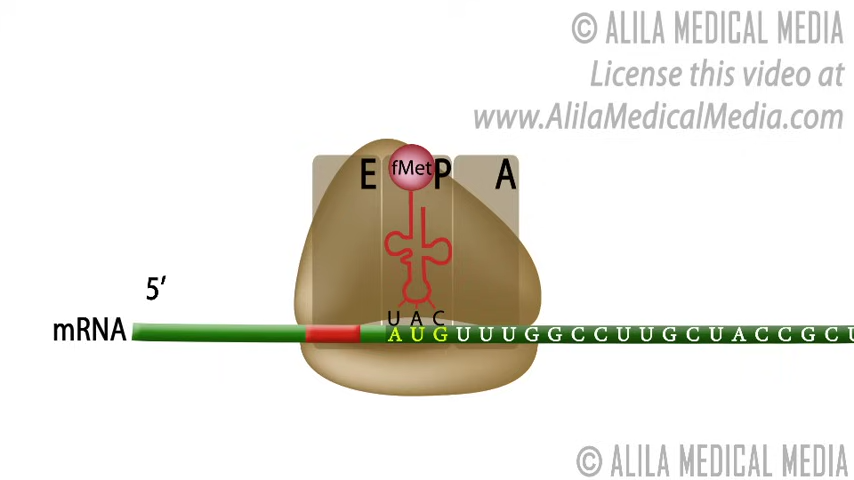 © ALILA MEDICAL MEDIA
License this video at
www.AlilaMedicalMedia.com
E fMet P A
5′
UAC
mRNA
AUGUUUGGCCUUGCUACCGCU
© ALILA MEDICAL MEDIA